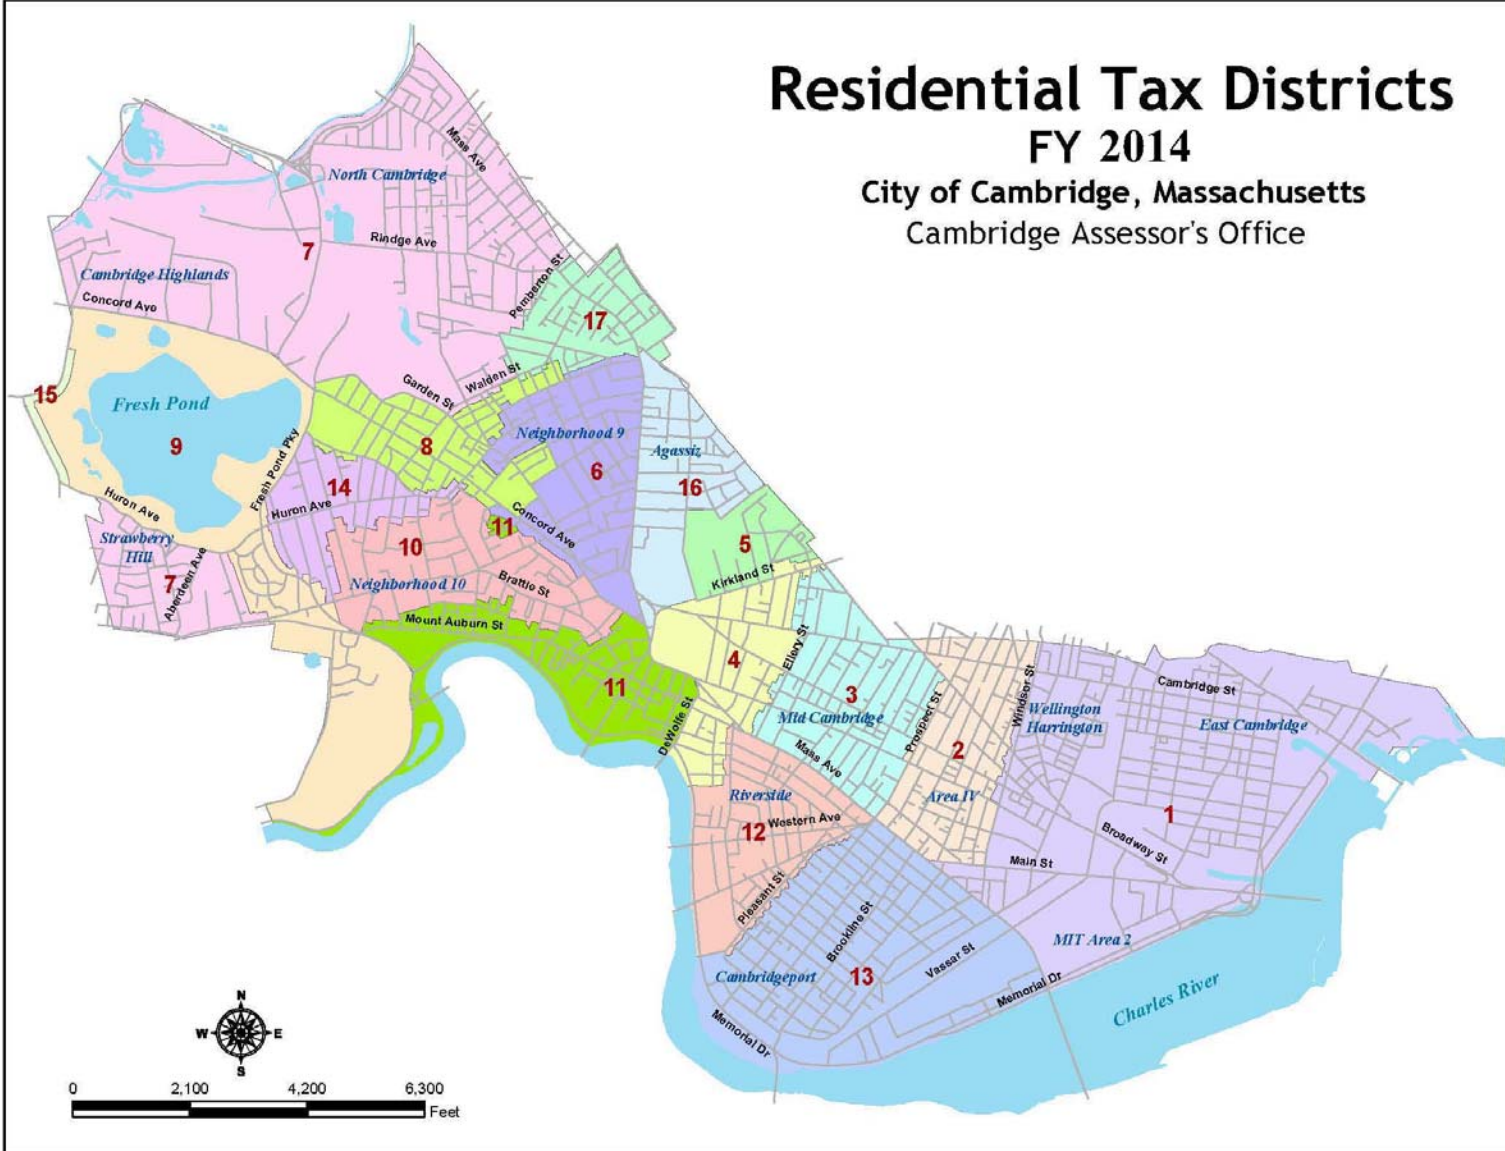 Residential Tax Districts
FY 2014
City of Cambridge, Massachusetts
Cambridge Assessor's Office
Mass Ave
North Cambridge
Rindge Ave
7
Cambridge Highlands
Concord Ave
Pemberton St
17
15
Fresh Pond
9
Garden St
Walden St
8
Neighborhood 9
6
Agassiz
16
Fresh Pond Pky
14
Huron Ave
Huron Ave
11
Concord Ave
5
Kirkland St
Strawberry
Hill
7
Aberdeen Ave
10
Neighborhood 10
Brattle St
Mount Auburn St
11
DeWolfe St
4
Ellery St
3
Mid Cambridge
Mass Ave
Prospect St
2
Area IV
Windsor St
Wellington
Harrington
Cambridge St
East Cambridge
1
Broadway St
Main St
Riverside
12
Western Ave
Pleasant St
Brookline St
Cambridgeport
13
Vassar St
MIT Area 2
Memorial Dr
Memorial Dr
Charles River
N
W
E
S
0
2,100
4,200
6,300
Feet